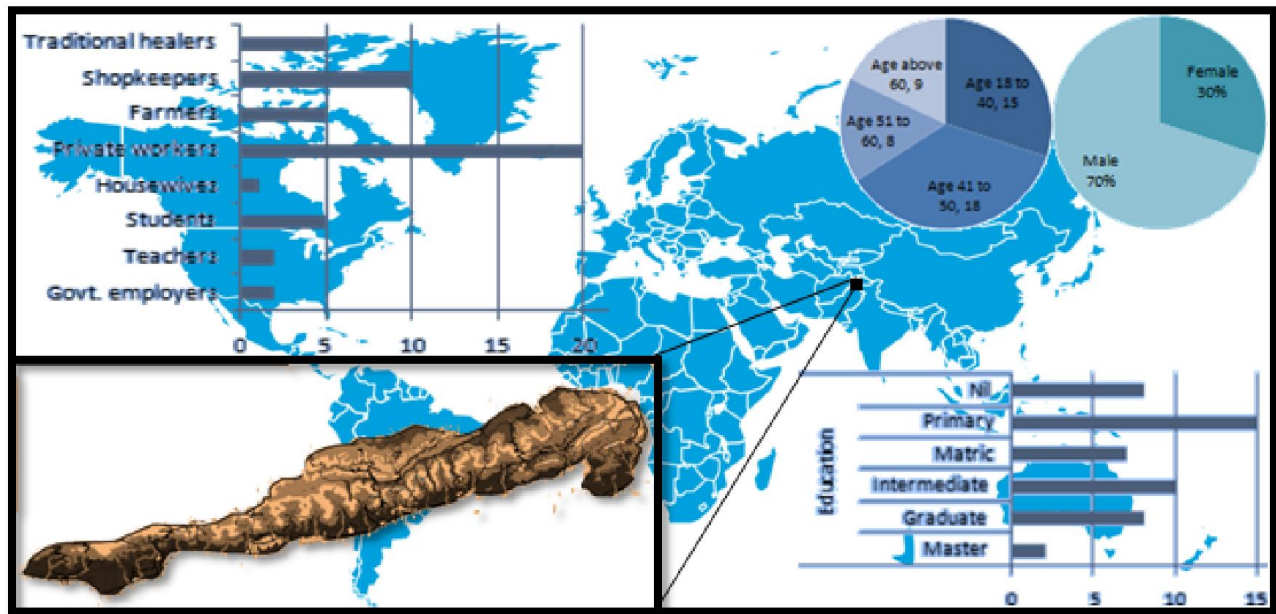 Traditional healers
Shopkeepers
Farmers
Private workers
Housewives
Students
Teachers
Govt. employers
0 5 10 15 20
Age above
60, 9
Age 18 to
40, 15
Age 51 to
60, 8
Age 41 to
50, 18
Female
30%
Male
70%
Education
Nil
Primary
Matric
Intermediate
Graduate
Master
0 5 10 15